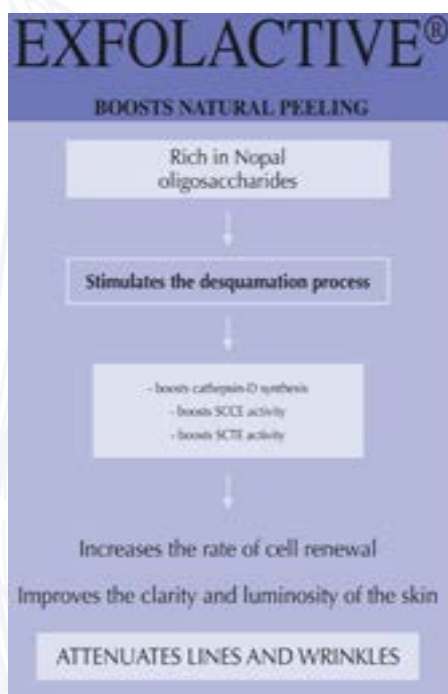 EXFOLACTIVE®
BOOSTS NATURAL PEELING
Rich in Nopal
oligosaccharides
Stimulates the desquamation process
- boosts cathepsin-D synthesis
- boosts SCCE activity
- boosts SCTE activity
Increases the rate of cell renewal
Improves the clarity and luminosity of the skin
ATTENUATES LINES AND WRINKLES